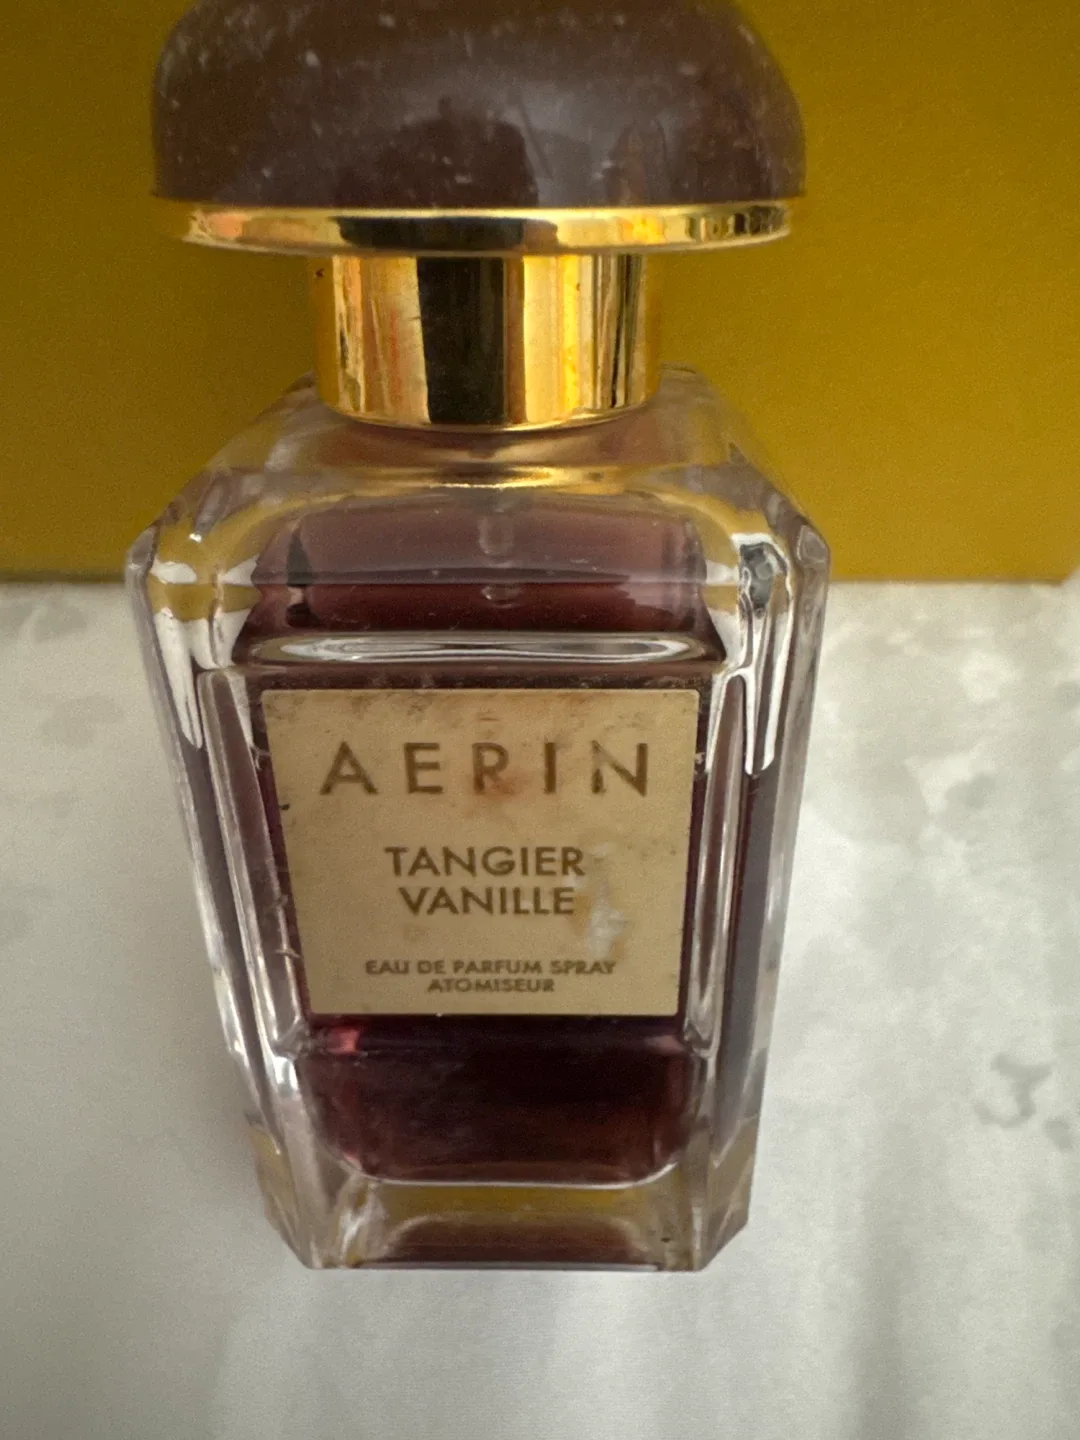 AERIN
TANGIER
VANILLE
EAU DE PARFUM SPRAY
ATOMISEUR